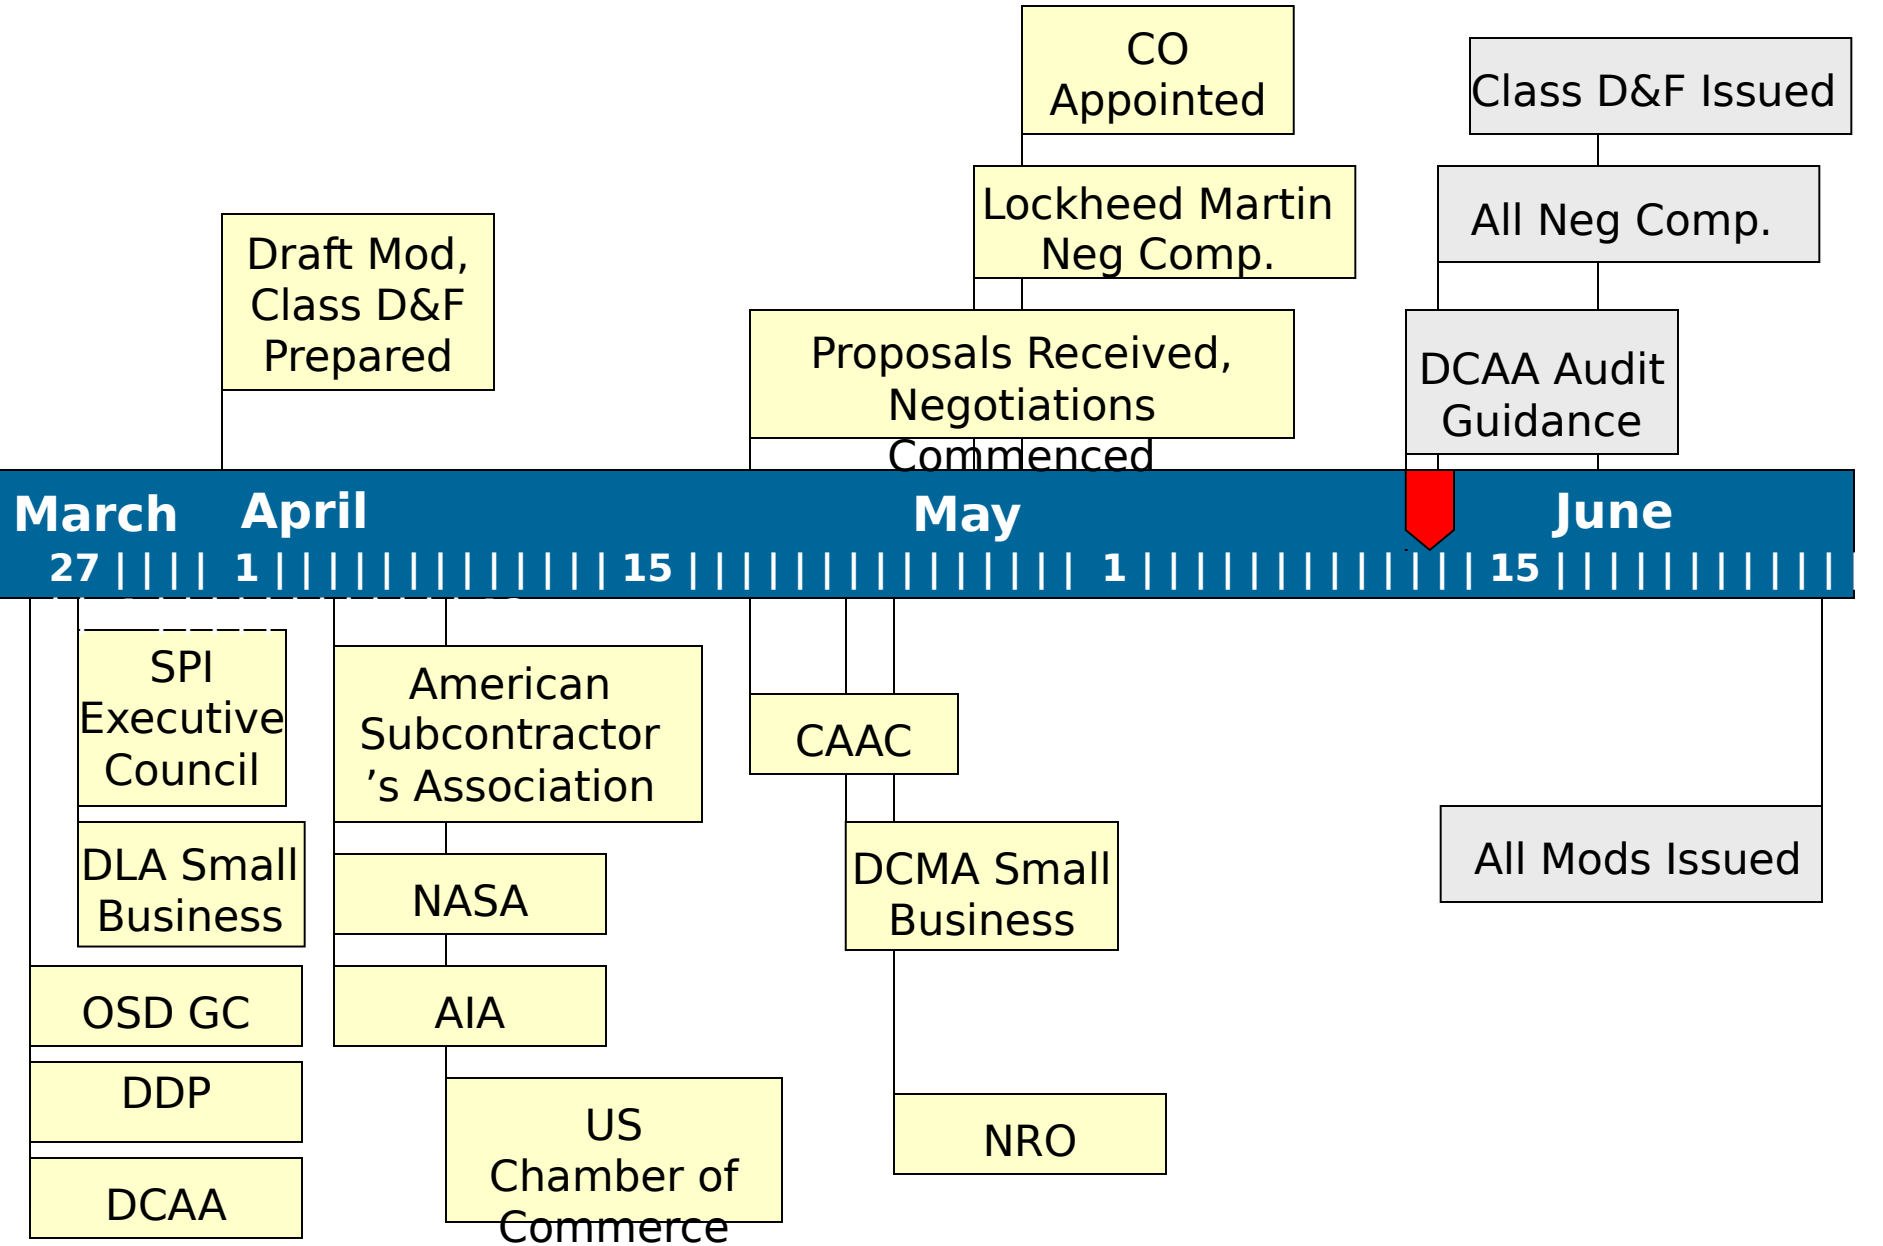 CO
Appointed
Class D&F Issued
Lockheed Martin
Neg Comp.
All Neg Comp.
Draft Mod,
Class D&F
Prepared
Proposals Received,
Negotiations
Commenced
DCAA Audit
Guidance
March April May June
27 | | | | 1 | | | | | | | | | | | | | 15 | | | | | | | | | | | | | | | 1 | | | | | | | | | | | | | 15 | | | | | | | | | | | |
SPI
Executive
Council
American
Subcontractor
’s Association
CAAC
DLA Small
Business
NASA
DCMA Small
Business
All Mods Issued
OSD GC
AIA
DDP
US
Chamber of
Commerce
NRO
DCAA